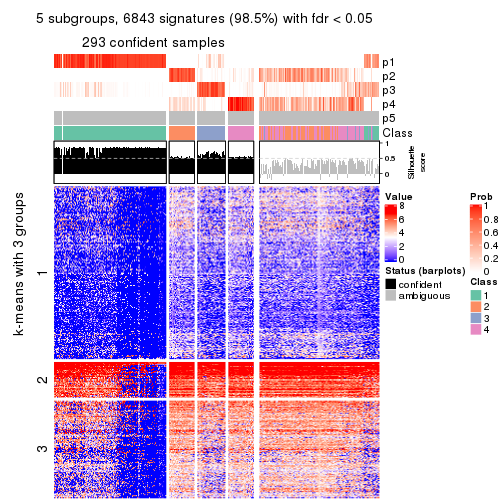 5 subgroups, 6843 signatures (98.5%) with fdr < 0.05
293 confident samples
p1
p2
p3
p4
p5
Class
1
0.5
0
Silhouette
score
k-means with 3 groups
1
2
3
Value
8
6
4
2
0
Status (barplots)
confident
ambiguous
Prob
1
0.8
0.6
0.4
0.2
0
Class
1
2
3
4